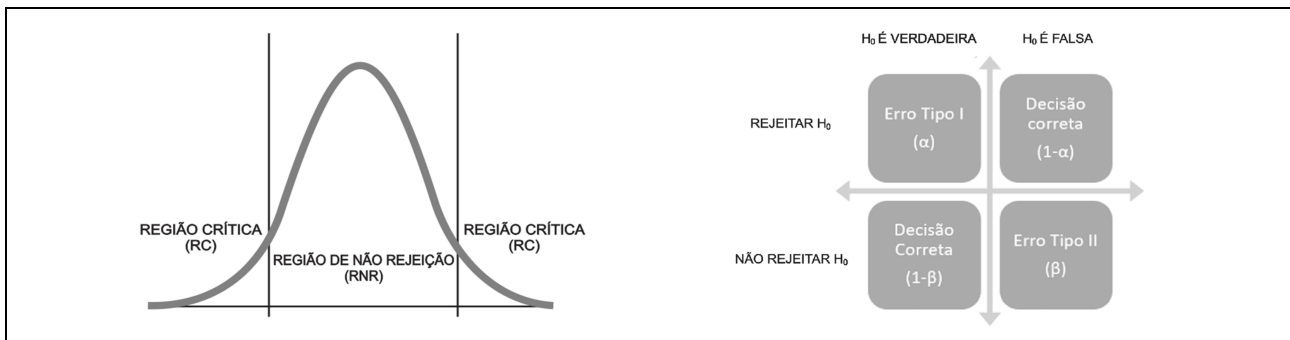 REGIÃO CRÍTICA
(RC)
REGIÃO DE NÃO REJEIÇÃO
(RNR)
REGIÃO CRÍTICA
(RC)
H₀ É VERDADEIRA
H₀ É FALSA
REJEITAR H₀
Erro Tipo I
(α)
Decisão
correta
(1-α)
NÃO REJEITAR H₀
Decisão
Correta
(1-β)
Erro Tipo II
(β)